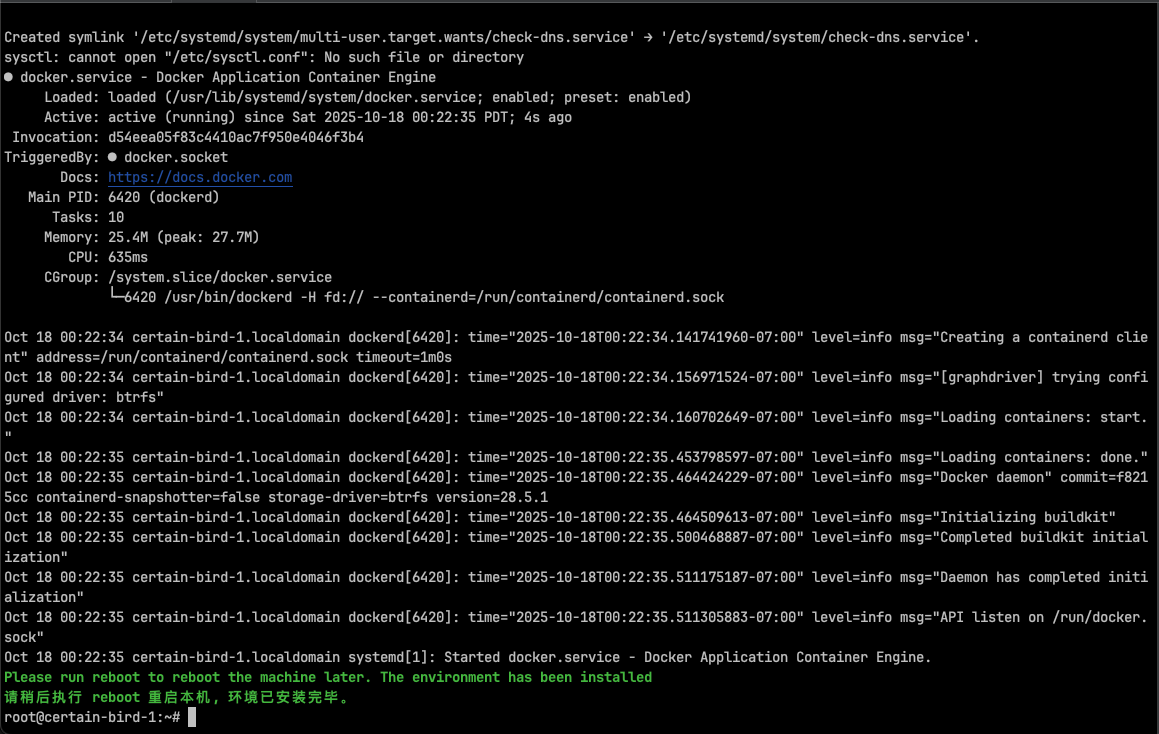 Created symlink '/etc/systemd/system/multi-user.target.wants/check-dns.service' → '/etc/systemd/system/check-dns.service'.
sysctl: cannot open "/etc/sysctl.conf": No such file or directory
● docker.service - Docker Application Container Engine
     Loaded: loaded (/usr/lib/systemd/system/docker.service; enabled; preset: enabled)
     Active: active (running) since Sat 2025-10-18 00:22:35 PDT; 4s ago
 Invocation: d54eea05f83c4410ac7f950e4046f3b4
TriggeredBy: ● docker.socket
       Docs: https://docs.docker.com
   Main PID: 6420 (dockerd)
      Tasks: 10
     Memory: 25.4M (peak: 27.7M)
        CPU: 635ms
     CGroup: /system.slice/docker.service
             └─6420 /usr/bin/dockerd -H fd:// --containerd=/run/containerd/containerd.sock
Oct 18 00:22:34 certain-bird-1.localdomain dockerd[6420]: time="2025-10-18T00:22:34.141741960-07:00" level=info msg="Creating a containerd clie
nt" address=/run/containerd/containerd.sock timeout=1m0s
Oct 18 00:22:34 certain-bird-1.localdomain dockerd[6420]: time="2025-10-18T00:22:34.156971524-07:00" level=info msg="[graphdriver] trying confi
gured driver: btrfs"
Oct 18 00:22:34 certain-bird-1.localdomain dockerd[6420]: time="2025-10-18T00:22:34.160702649-07:00" level=info msg="Loading containers: start.
"
Oct 18 00:22:35 certain-bird-1.localdomain dockerd[6420]: time="2025-10-18T00:22:35.453798597-07:00" level=info msg="Loading containers: done."
Oct 18 00:22:35 certain-bird-1.localdomain dockerd[6420]: time="2025-10-18T00:22:35.464424229-07:00" level=info msg="Docker daemon" commit=f821
5cc containerd-snapshotter=false storage-driver=btrfs version=28.5.1
Oct 18 00:22:35 certain-bird-1.localdomain dockerd[6420]: time="2025-10-18T00:22:35.464509613-07:00" level=info msg="Initializing buildkit"
Oct 18 00:22:35 certain-bird-1.localdomain dockerd[6420]: time="2025-10-18T00:22:35.500468887-07:00" level=info msg="Completed buildkit initial
ization"
Oct 18 00:22:35 certain-bird-1.localdomain dockerd[6420]: time="2025-10-18T00:22:35.511175187-07:00" level=info msg="Daemon has completed initi
alization"
Oct 18 00:22:35 certain-bird-1.localdomain dockerd[6420]: time="2025-10-18T00:22:35.511305883-07:00" level=info msg="API listen on /run/docker.
sock"
Oct 18 00:22:35 certain-bird-1.localdomain systemd[1]: Started docker.service - Docker Application Container Engine.
Please run reboot to reboot the machine later. The environment has been installed
请稍后执行 reboot 重启本机，环境已安装完毕。
root@certain-bird-1:~#